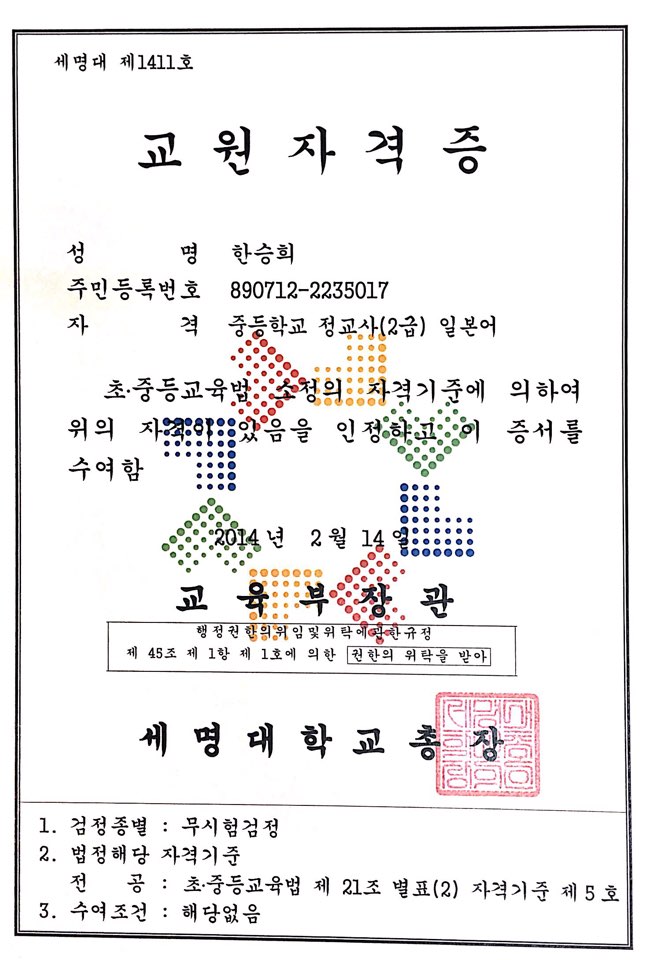 세명대 제1411호
교원자격증
성 명 한승희
주민등록번호 890712-2235017
자 격 중등학교 정교사(2급) 일본어
초·중등교육법 소정의 자격기준에 의하여
위의 자격이 있음을 인정하고 이 증서를
수여함
2014년 2월 14일
교육부장관
행정권한의위임및위탁에관한규정
제 45조 제 1항 제 1호에 의한 권한의 위탁을 받아
세명대학교총장
1. 검정종별 : 무시험검정
2. 법정해당 자격기준
전 공 : 초·중등교육법 제 21조 별표(2) 자격기준 제 5 호
3. 수여조건 : 해당없음